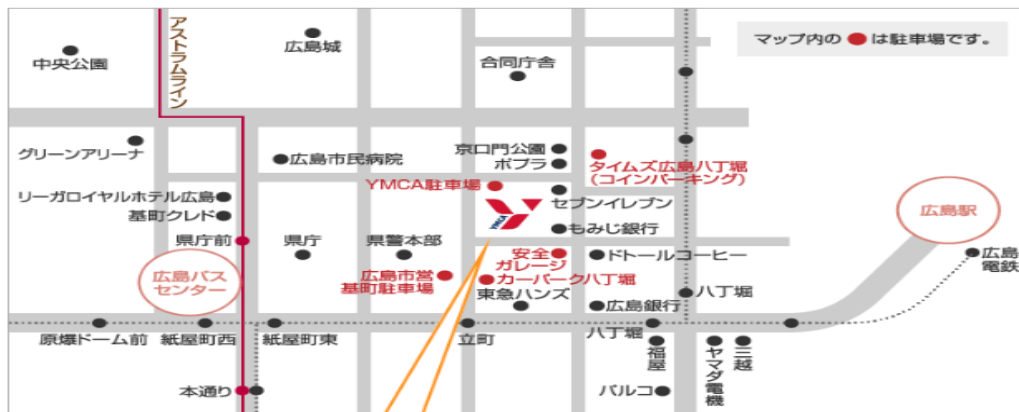 アストラムライン
中央公園
広島城
合同庁舎
マップ内の ● は駐車場です。
グリーンアリーナ
広島市民病院
京口門公園
ポプラ
タイムズ広島八丁堀
(コインパーキング)
YMCA駐車場
YMCA
リーガロイヤルホテル広島
基町クレド
セブンイレブン
もみじ銀行
広島駅
県庁前
県庁
県警本部
安全
ガレージ
ドトールコーヒー
広島
電鉄
広島バス
センター
広島市営
基町駐車場
カーパーク八丁堀
東急ハンズ
広島銀行
八丁堀
原爆ドーム前
紙屋町西
紙屋町東
立町
八丁堀
福屋
ヤマダ電機
三越
本通り
パルコ